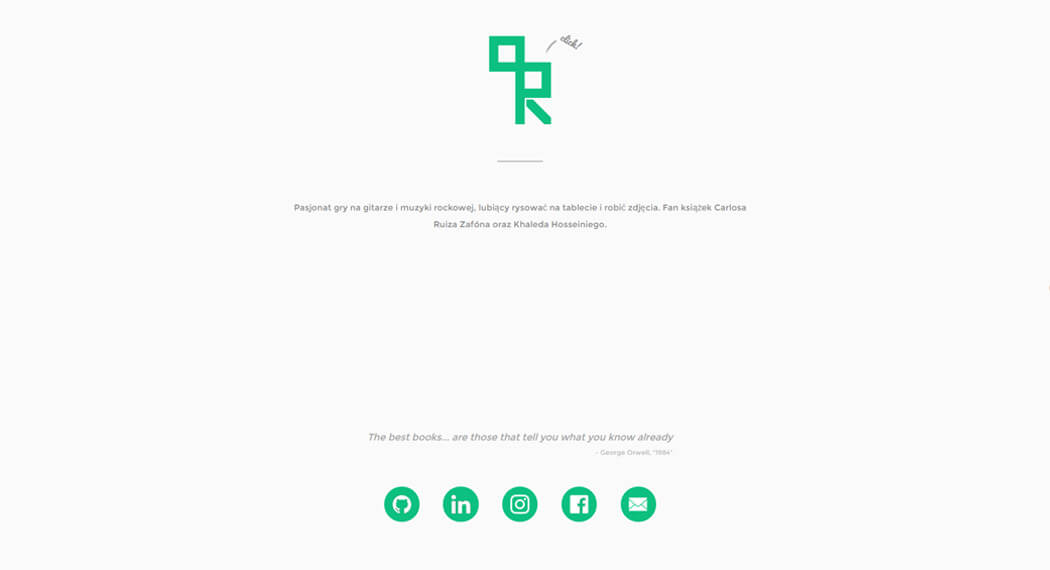 click!
Pasjonat gry na gitarze i muzyki rockowej, lubiący rysować na tablecie i robić zdjęcia. Fan książek Carlosa
Ruiza Zafóna oraz Khaleda Hosseiniego.
The best books... are those that tell you what you know already
- George Orwell, "1984"
in